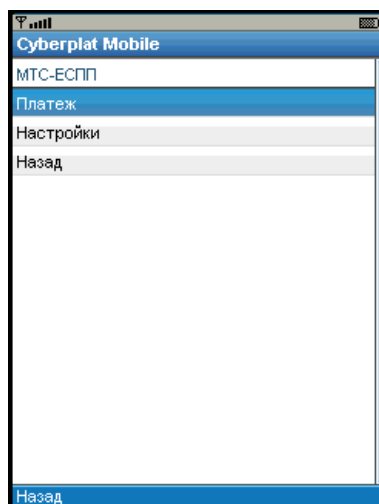 Cyberplat Mobile
МТС-ЕСПП
Платеж
Настройки
Назад
Назад